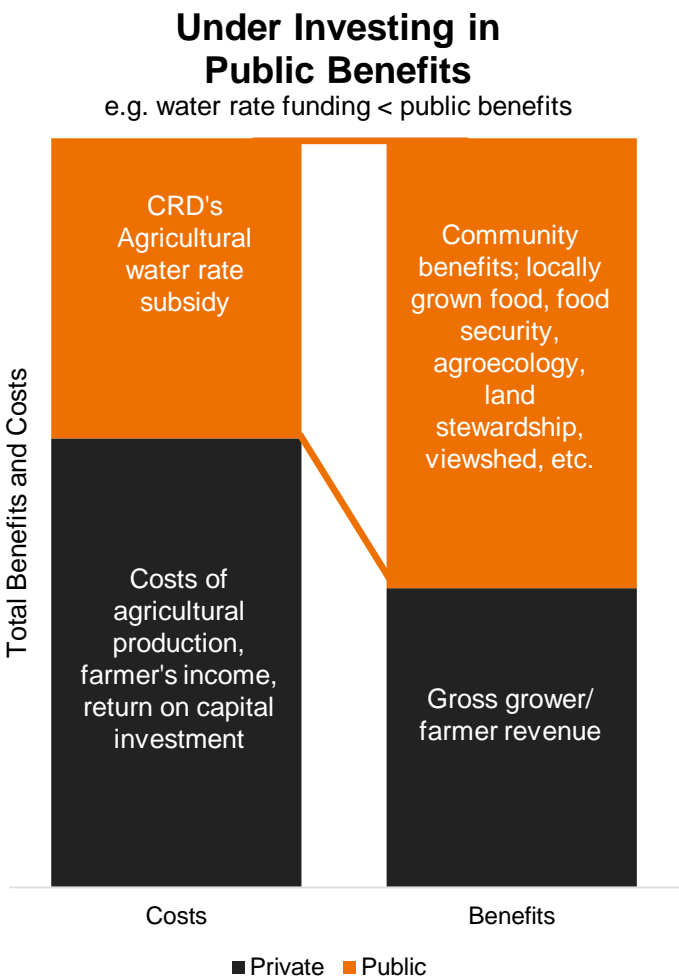 Under Investing in
Public Benefits
e.g. water rate funding < public benefits
Total Benefits and Costs
CRD's
Agricultural
water rate
subsidy
Costs of
agricultural
production,
farmer's income,
return on capital
investment
Community
benefits; locally
grown food, food
security,
agroecology,
land
stewardship,
viewshed, etc.
Gross grower/
farmer revenue
Costs
Benefits
Private
Public